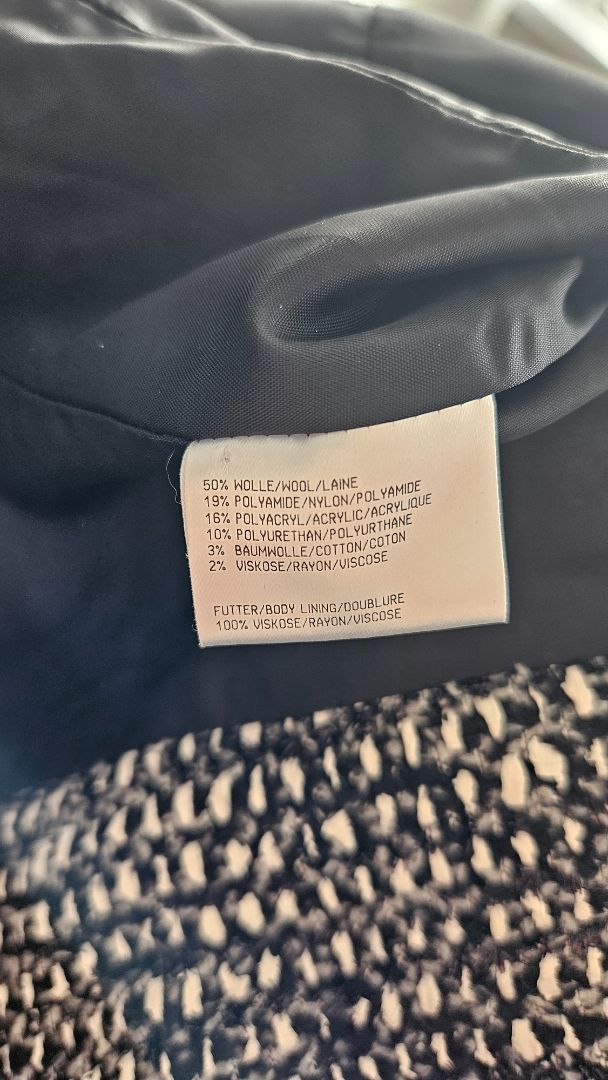 50% WOLLE/WOOL/LAINE
19% POLYAMIDE/NYLON/POLYAMIDE
16% POLYACRYL/ACRYLIC/ACRYLIQUE
10% POLYURETHAN/POLYURTHANE
3% BAUMWOLLE/COTTON/COTON
2% VISKOSE/RAYON/VISCOSE
FUTTER/BODY LINING/DOUBLURE
100% VISKOSE/RAYON/VISCOSE